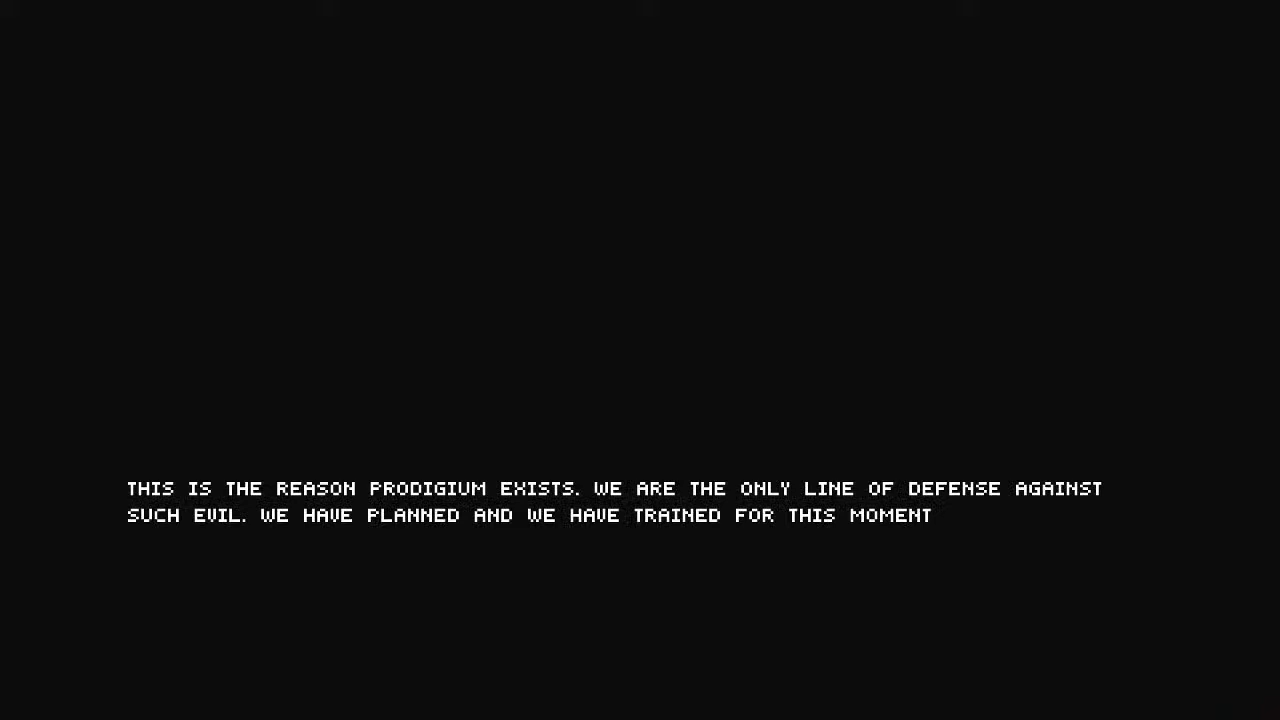 THIS IS THE REASON PRODIGIUM EXISTS. WE ARE THE ONLY LINE OF DEFENSE AGAINST
SUCH EVIL. WE HAVE PLANNED AND WE HAVE TRAINED FOR THIS MOMENT